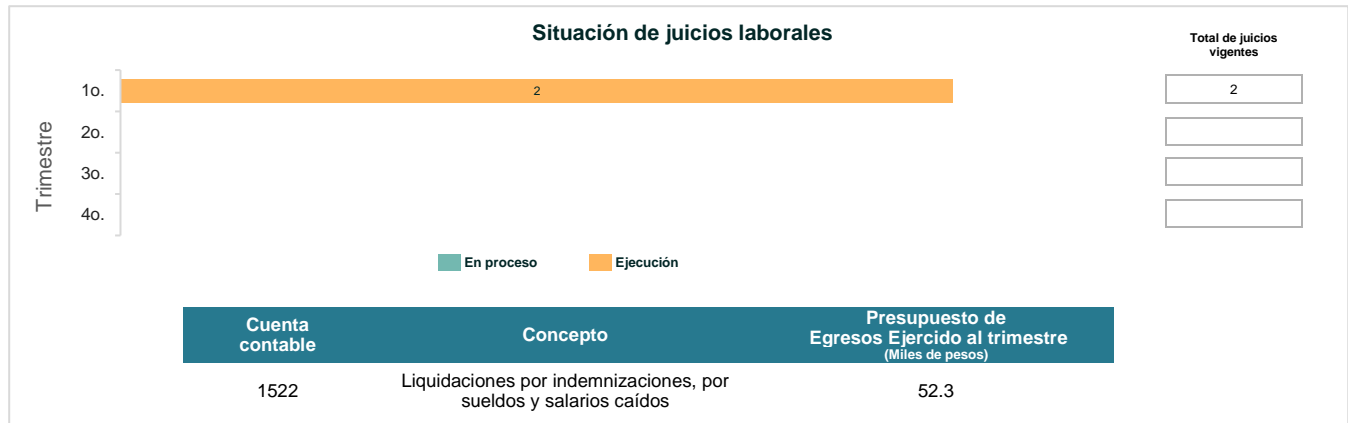 Situación de juicios laborales
Total de juicios
vigentes
Trimestre
1o.
2
2
2o.
3o.
4o.
En proceso
Ejecución
Cuenta
contable
Concepto
Presupuesto de
Egresos Ejercido al trimestre
(Miles de pesos)
1522
Liquidaciones por indemnizaciones, por
sueldos y salarios caídos
52.3